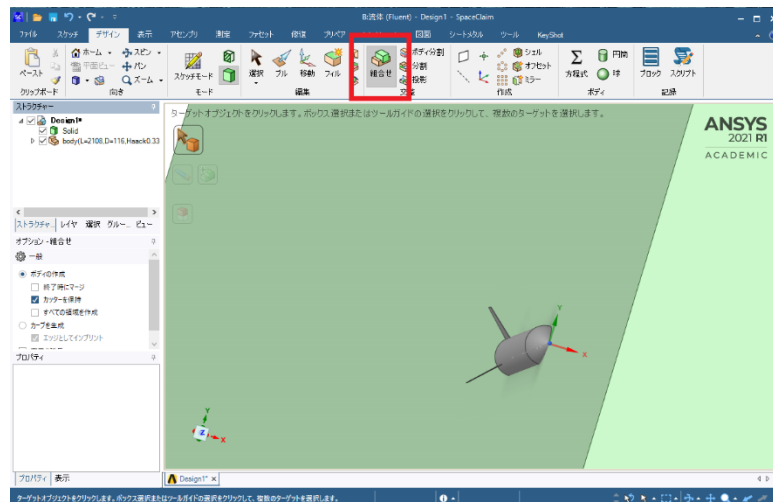 B:流体 (Fluent) - Design1 - SpaceClaim
ファイル スケッチ デザイン 表示 アセンブリ 測定 ファセット 修復 プリペア 図面 シートメタル ツール KeyShot
ホーム スピン ボディ分割 シェル 円筒
ペースト 平面ビュー パン スケッチモード 選択 プル 移動 フィル 組合せ 分割 オフセット 方程式 球 ブロック スクリプト
ズーム 投影 ミラー
クリップボード 向き モード 編集 作成 ボディ 記録
ストラクチャー
Design1*
Solid
body(L=2108,D=116,Haack0.33
ターゲットオブジェクトをクリックします。ボックス選択またはツールガイドの選択をクリックして、複数のターゲットを選択します。
ANSYS
2021 R1
ACADEMIC
ストラクチャ... レイヤ 選択 グルー... ビュー
オプション - 組合せ
一般
ボディの作成
終了時にマージ
カッターを保持
すべての領域を作成
カーブを生成
エッジとしてインプリント
プロパティ
Y
X
Y
Z
X
プロパティ 表示
Design1*
ターゲットオブジェクトをクリックします。ボックス選択またはツールガイドの選択をクリックして、複数のターゲットを選択します。